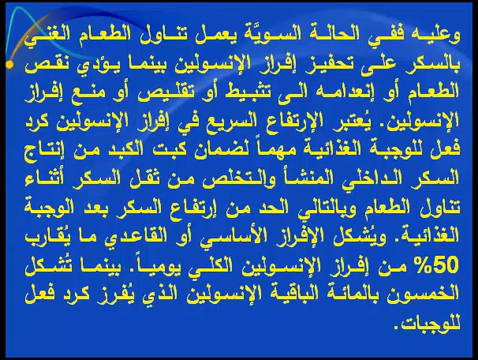 وعليه ففي الحالة السويَّة يعمل تناول الطعام الغني
بالسكر على تحفيز إفراز الإنسولين بينما يؤدي نقص
الطعام أو إنعدامه الى تثبيط أو تقليص أو منع إفراز
الإنسولين. يُعتبر الإرتفاع السريع في إفراز الإنسولين كرد
فعل للوجبة الغذائية مهماً لضمان كبت الكبد من إنتاج
السكر الداخلي المنشأ والتخلص من ثقل السكر أثناء
تناول الطعام وبالتالي الحد من إرتفاع السكر بعد الوجبة
الغذائية. ويُشكل الإفراز الأساسي أو القاعدي ما يُقارب
50% من إفراز الإنسولين الكلي يومياً. بينما تُشكل
الخمسون بالمائة الباقية الإنسولين الذي يُفرز كرد فعل
للوجبات.